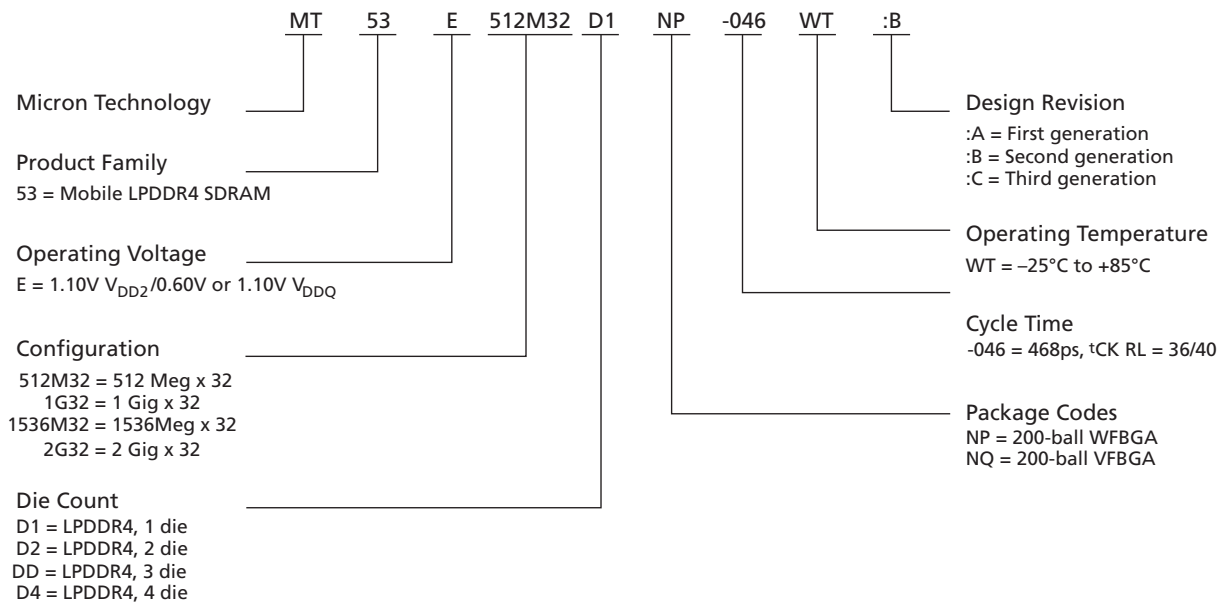 MT 53 E 512M32 D1 NP -046 WT :B
Micron Technology
Product Family
53 = Mobile LPDDR4 SDRAM
Operating Voltage
E = 1.10V VDD2/0.60V or 1.10V VDDQ
Configuration
512M32 = 512 Meg x 32
1G32 = 1 Gig x 32
1536M32 = 1536Meg x 32
2G32 = 2 Gig x 32
Die Count
D1 = LPDDR4, 1 die
D2 = LPDDR4, 2 die
DD = LPDDR4, 3 die
D4 = LPDDR4, 4 die
Design Revision
:A = First generation
:B = Second generation
:C = Third generation
Operating Temperature
WT = –25°C to +85°C
Cycle Time
-046 = 468ps, tCK RL = 36/40
Package Codes
NP = 200-ball WFBGA
NQ = 200-ball VFBGA